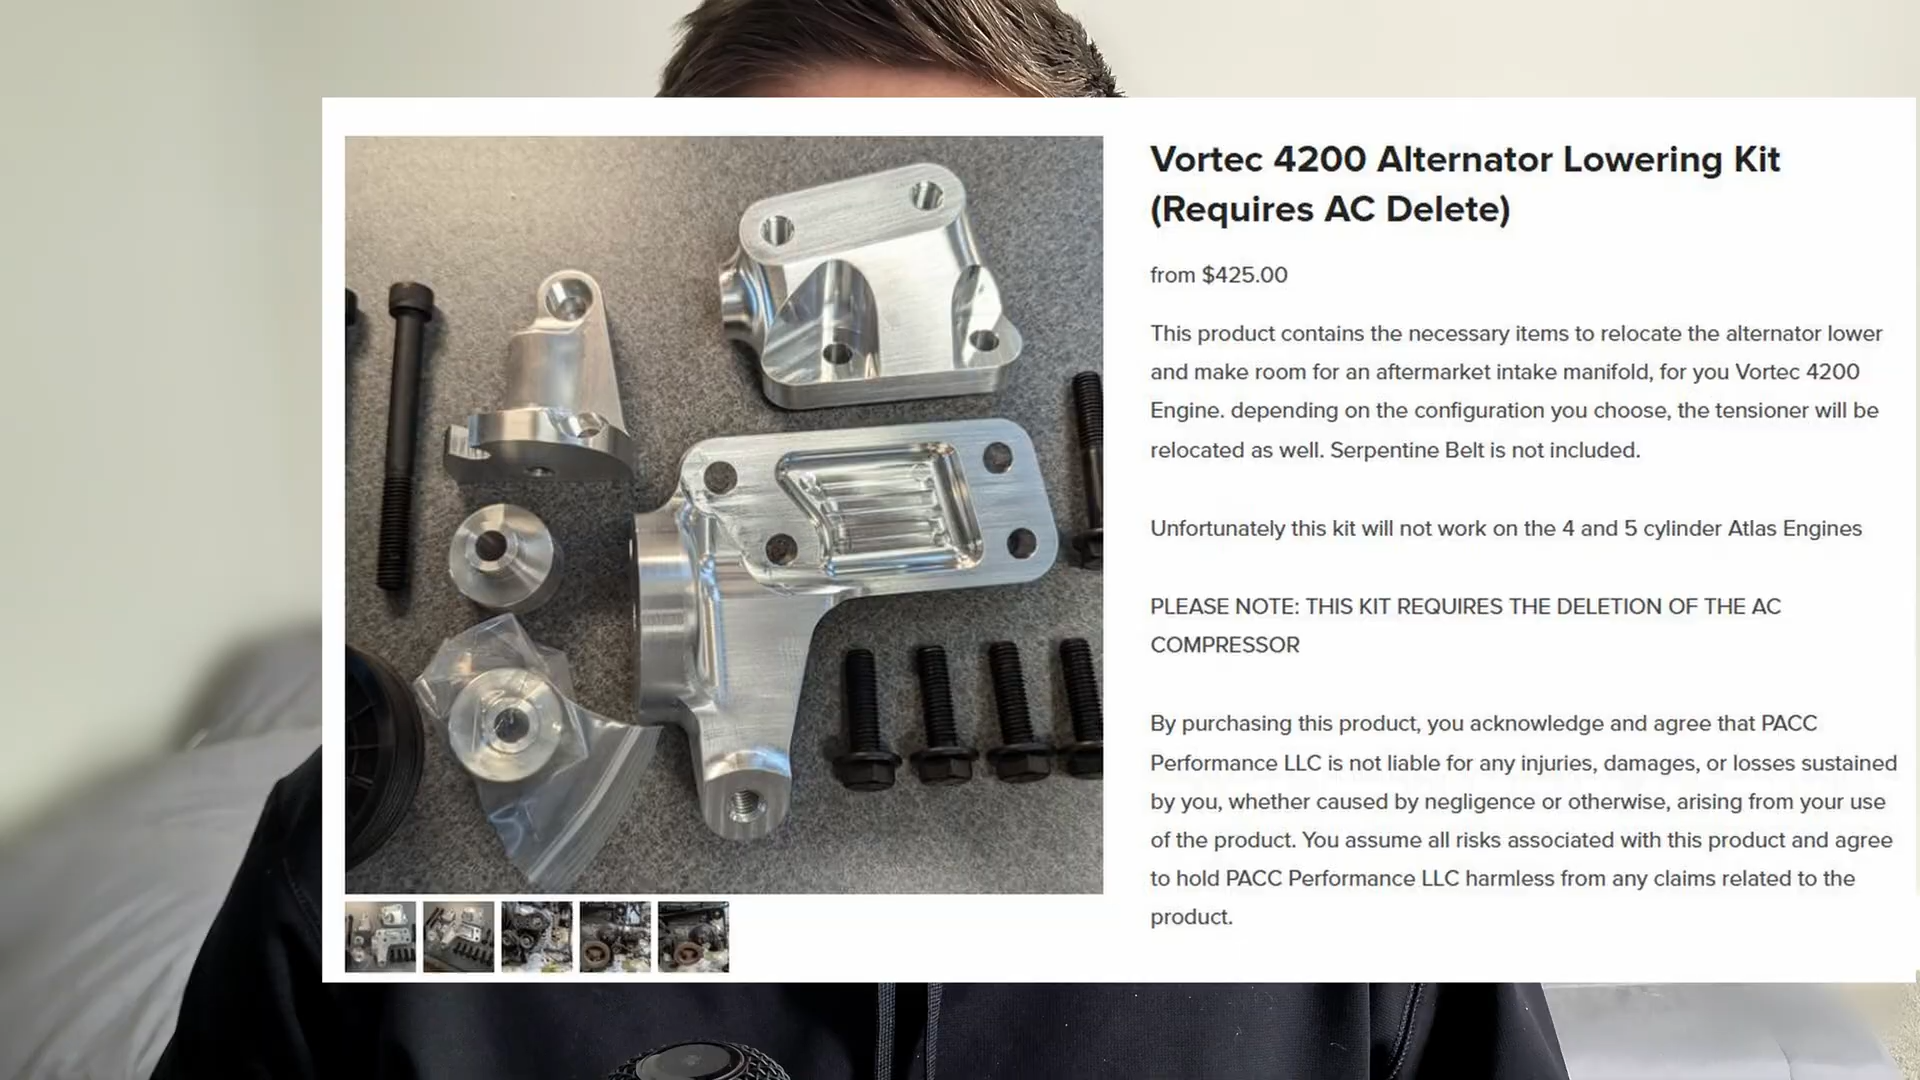 Vortec 4200 Alternator Lowering Kit
(Requires AC Delete)
from $425.00
This product contains the necessary items to relocate the alternator lower
and make room for an aftermarket intake manifold, for you Vortec 4200
Engine. depending on the configuration you choose, the tensioner will be
relocated as well. Serpentine Belt is not included.
Unfortunately this kit will not work on the 4 and 5 cylinder Atlas Engines
PLEASE NOTE: THIS KIT REQUIRES THE DELETION OF THE AC
COMPRESSOR
By purchasing this product, you acknowledge and agree that PACC
Performance LLC is not liable for any injuries, damages, or losses sustained
by you, whether caused by negligence or otherwise, arising from your use
of the product. You assume all risks associated with this product and agree
to hold PACC Performance LLC harmless from any claims related to the
product.